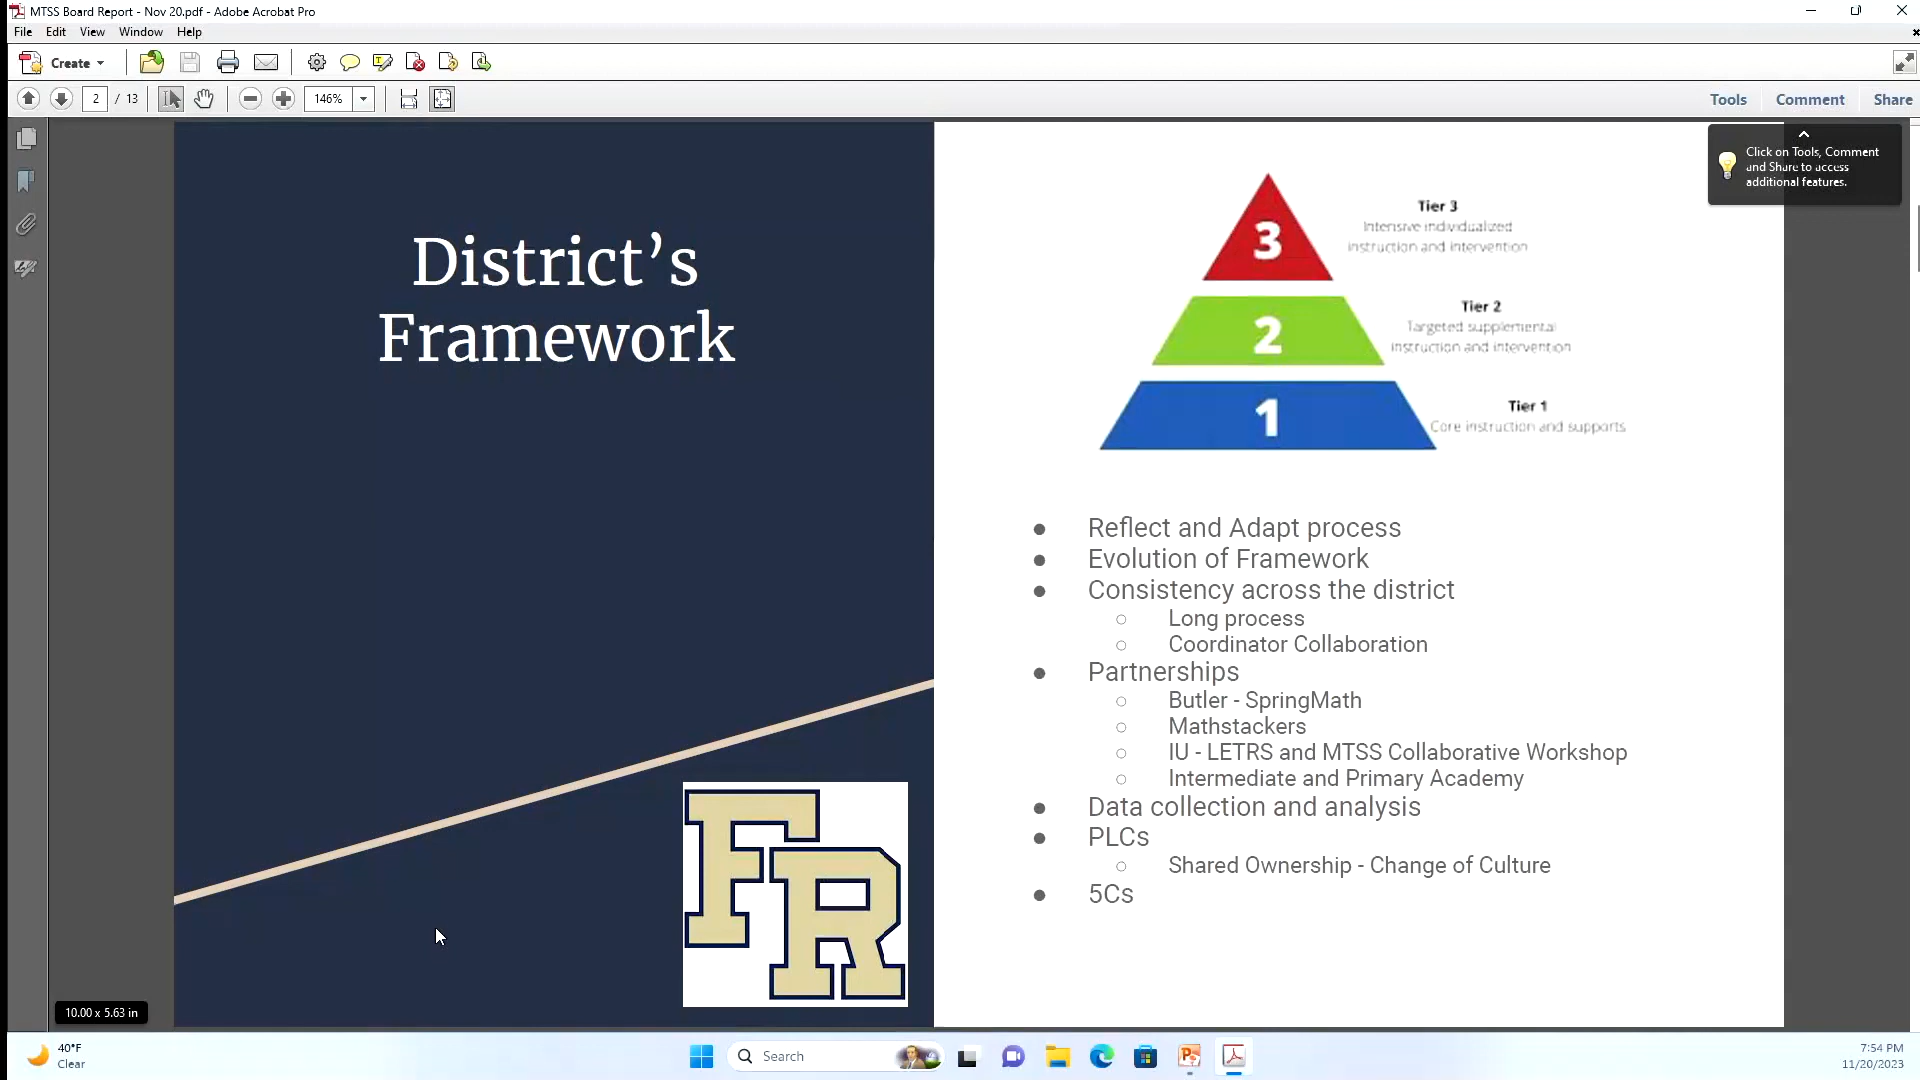 MTSS Board Report - Nov 20.pdf - Adobe Acrobat Pro
File Edit View Window Help
Create
2 / 13 146% Tools Comment Share
Click on Tools, Comment
and Share to access
additional features.
District’s
Framework
3
Tier 3
Intensive individualized
instruction and intervention
2
Tier 2
Targeted supplemental
instruction and intervention
1
Tier 1
Core instruction and supports
● Reflect and Adapt process
● Evolution of Framework
● Consistency across the district
○ Long process
○ Coordinator Collaboration
● Partnerships
○ Butler - SpringMath
○ Mathstackers
○ IU - LETRS and MTSS Collaborative Workshop
○ Intermediate and Primary Academy
● Data collection and analysis
● PLCs
○ Shared Ownership - Change of Culture
● 5Cs
FR
10.00 x 5.63 in
40°F
Clear
Search
7:54 PM
11/20/2023